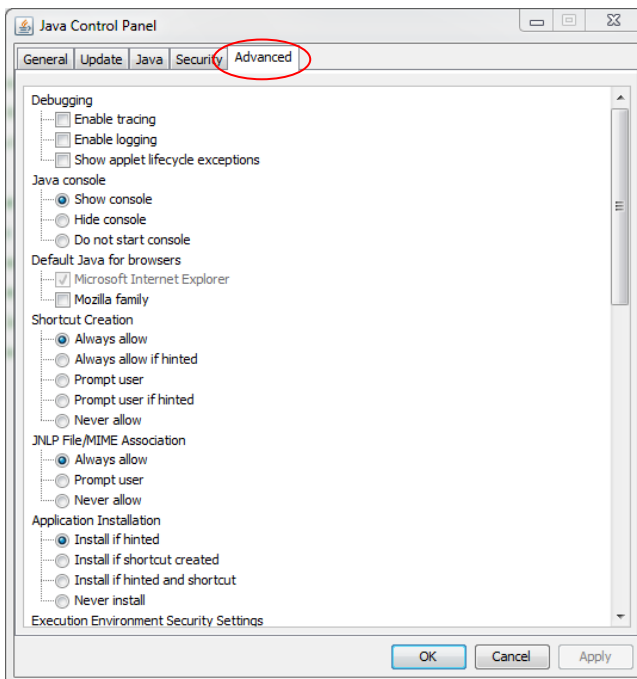 Java Control Panel
General Update Java Security Advanced
Debugging
Enable tracing
Enable logging
Show applet lifecycle exceptions
Java console
Show console
Hide console
Do not start console
Default Java for browsers
Microsoft Internet Explorer
Mozilla family
Shortcut Creation
Always allow
Always allow if hinted
Prompt user
Prompt user if hinted
Never allow
JNLP File/MIME Association
Always allow
Prompt user
Never allow
Application Installation
Install if hinted
Install if shortcut created
Install if hinted and shortcut
Never install
Execution Environment Security Settings
OK Cancel Apply